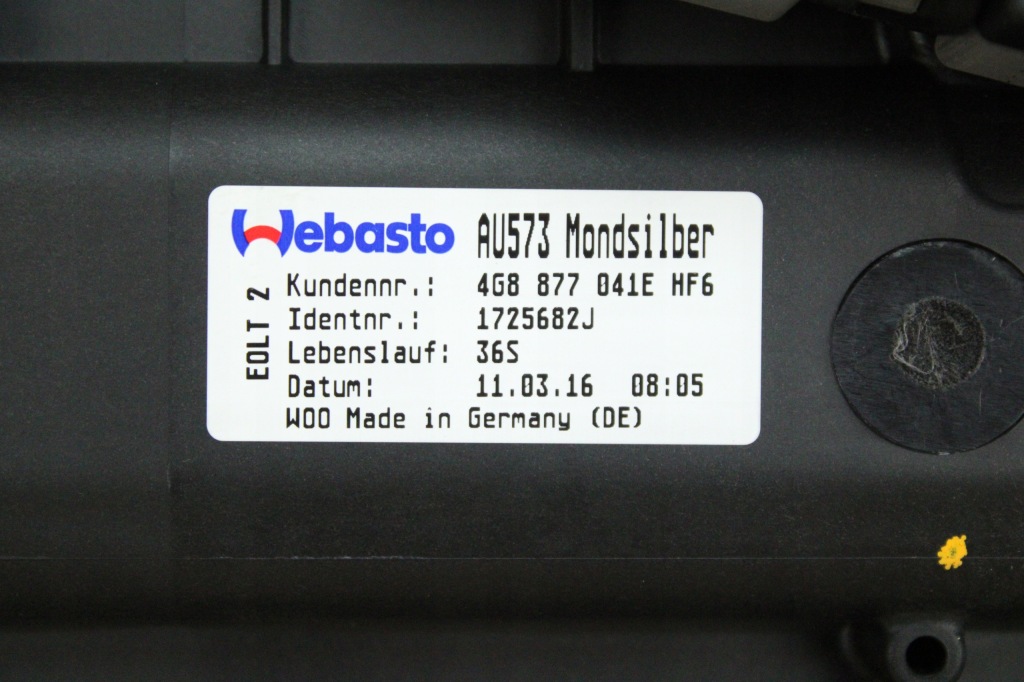 Webasto AU573 Mondsilber
Kundennr.: 4G8 877 041E HF6
Identnr.: 1725682J
Lebenslauf: 36S
Datum: 11.03.16 08:05
WOO Made in Germany (DE)
EOLT 2